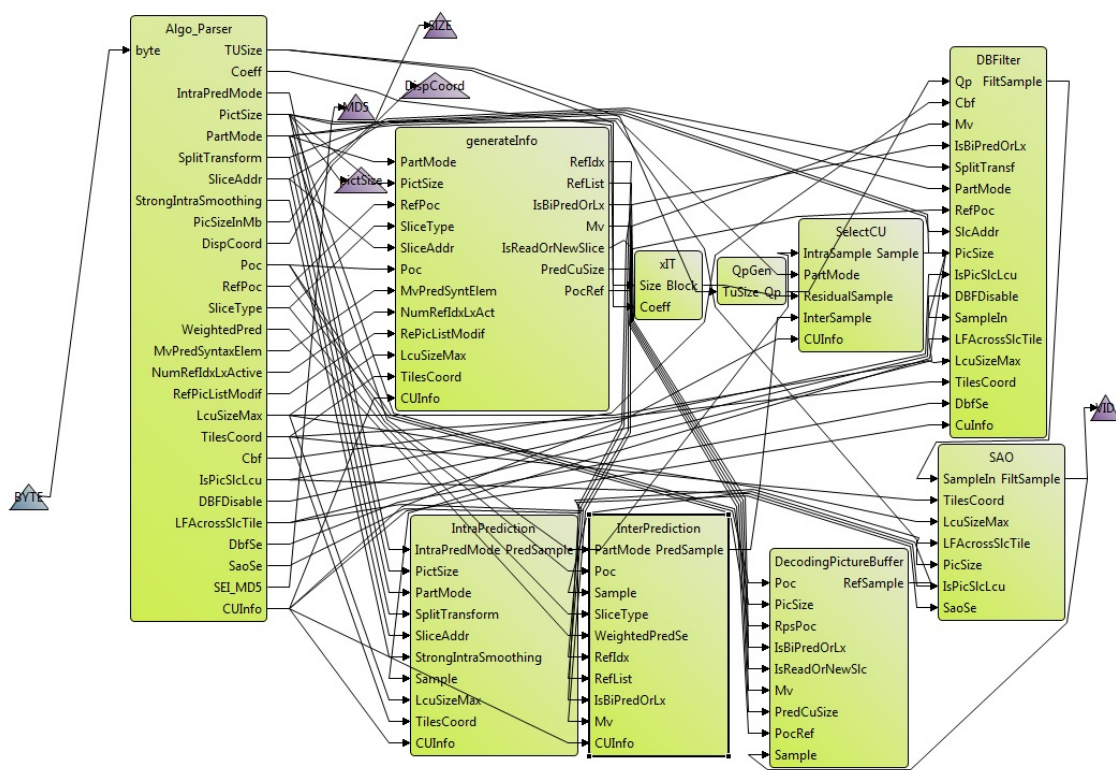 Algo_Parser
byte
TUSize
Coeff
IntraPredMode
PictSize
PartMode
SplitTransform
SliceAddr
StrongIntraSmoothing
PicSizeInMb
DispCoord
Poc
RefPoc
SliceType
WeightedPred
MvPredSyntaxElem
NumRefIdxLxActive
RefPicListModif
LcuSizeMax
TilesCoord
Cbf
IsPicSlcLcu
DBFDisable
LFAcrossSlcTile
DbfSe
SaoSe
SEI_MD5
CUInfo
BYTE
SIZE
DispCoord
MD5
PictSize
generateInfo
PartMode RefIdx
PictSize RefList
RefPoc IsBiPredOrLx
SliceType Mv
SliceAddr IsReadOrNewSlice
Poc PredCuSize
MvPredSyntElem PocRef
NumRefIdxLxAct
RePicListModif
LcuSizeMax
TilesCoord
CUInfo
xIT
Size Block
Coeff
QpGen
TuSize Qp
SelectCU
IntraSample Sample
PartMode
ResidualSample
InterSample
CUInfo
DBFilter
Qp FiltSample
Cbf
Mv
IsBiPredOrLx
SplitTransf
PartMode
RefPoc
SlcAddr
PicSize
IsPicSlcLcu
DBFDisable
SampleIn
LFAcrossSlcTile
LcuSizeMax
TilesCoord
DbfSe
CuInfo
VID
SAO
SampleIn FiltSample
TilesCoord
LcuSizeMax
LFAcrossSlcTile
PicSize
IsPicSlcLcu
SaoSe
IntraPrediction
IntraPredMode PredSample
PictSize
PartMode
SplitTransform
SliceAddr
StrongIntraSmoothing
Sample
LcuSizeMax
TilesCoord
CUInfo
InterPrediction
PartMode PredSample
Poc
Sample
SliceType
WeightedPredSe
RefIdx
RefList
IsBiPredOrLx
Mv
CUInfo
DecodingPictureBuffer
Poc RefSample
PicSize
RpsPoc
IsBiPredOrLx
IsReadOrNewSlc
Mv
PredCuSize
PocRef
Sample